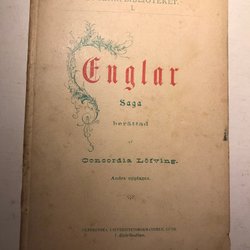 BIBLIOTEKET.
I.
Englar
Saga
berättad
af
Concordia Löfving.
Andra upplagan.